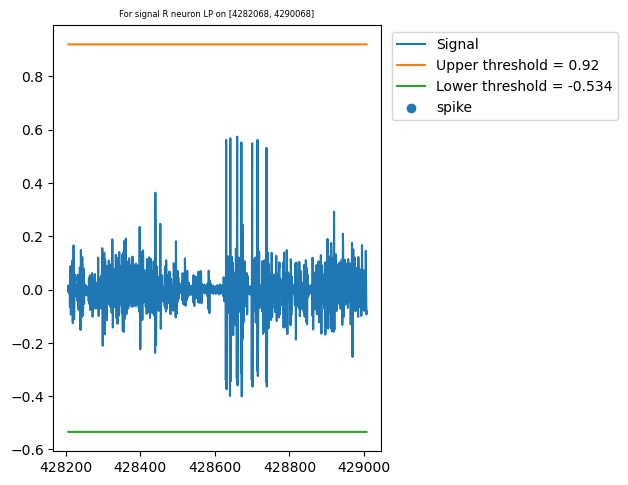 For signal R neuron LP on [4282068, 4290068]
Signal
Upper threshold = 0.92
Lower threshold = -0.534
spike
0.8
0.6
0.4
0.2
0.0
−0.2
−0.4
−0.6
428200 428400 428600 428800 429000